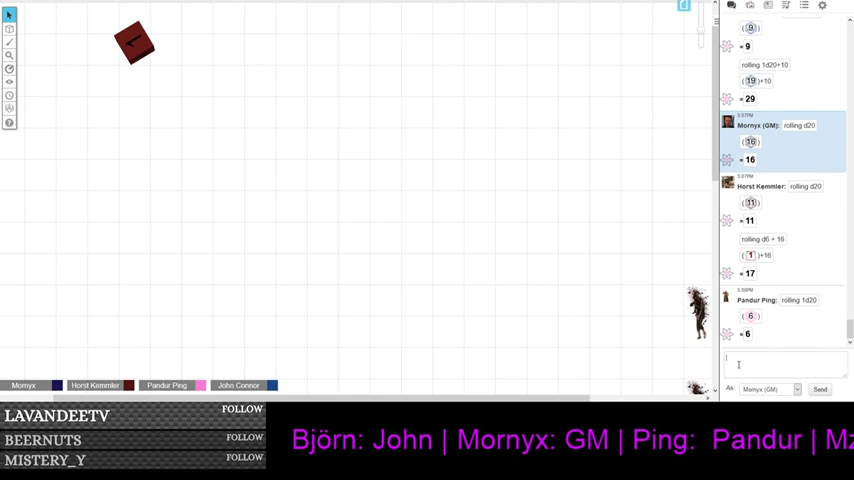 1
(9)
= 9
rolling 1d20+10
(19)+10
= 29
5:07PM
Mornyx (GM): rolling d20
(16)
= 16
5:07PM
Horst Kemmler: rolling d20
(11)
= 11
rolling d6 + 16
(1)+16
= 17
5:08PM
Pandur Ping: rolling 1d20
(6)
= 6
As Mornyx (GM) Send
Mornyx Horst Kemmler Pandur Ping John Connor
LAVANDEETV FOLLOW
BEERNUTS FOLLOW
MISTERY_Y FOLLOW
Björn: John | Mornyx: GM | Ping: Pandur | Mz